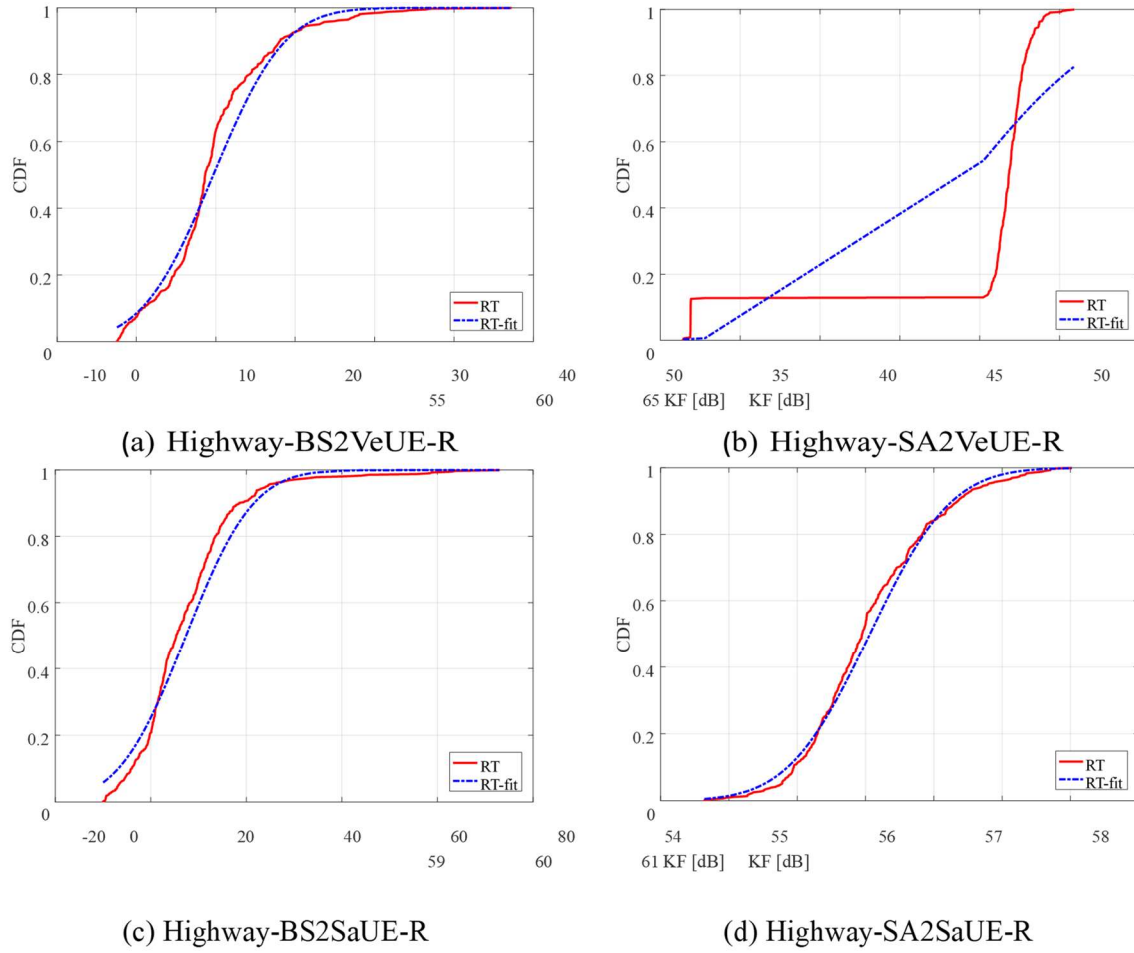 1
1
0.8
0.8
0.6
0.6
CDF
CDF
0.4
0.4
0.2
0.2
RT
RT-fit
RT
RT-fit
0
0
-10 0 10 20 30 40
50 35 40 45 50
55 60
65 KF [dB] KF [dB]
(a) Highway-BS2VeUE-R
(b) Highway-SA2VeUE-R
1
1
0.8
0.8
0.6
0.6
CDF
CDF
0.4
0.4
0.2
0.2
RT
RT-fit
RT
RT-fit
0
0
-20 0 20 40 60 80
54 55 56 57 58
59 60
61 KF [dB] KF [dB]
(c) Highway-BS2SaUE-R
(d) Highway-SA2SaUE-R